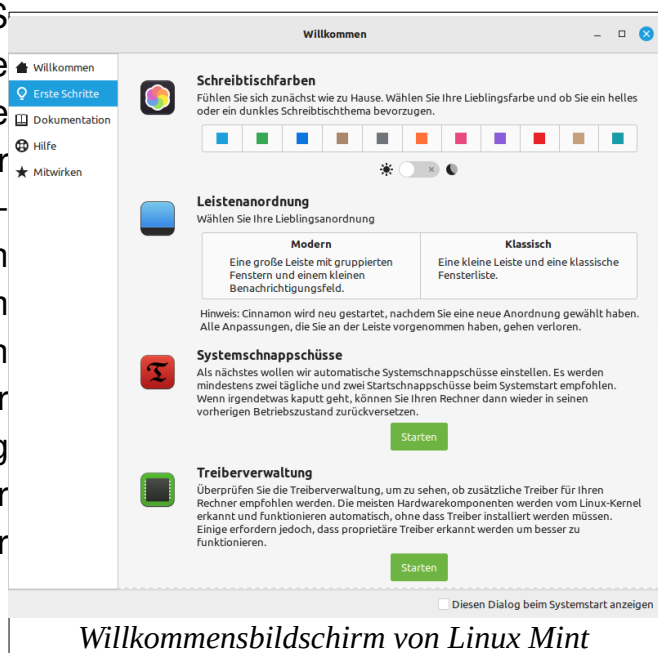 Willkommen
Willkommen
Erste Schritte
Dokumentation
Hilfe
Mitwirken
Schreibtischfarben
Fühlen Sie sich zunächst wie zu Hause. Wählen Sie Ihre Lieblingsfarbe und ob Sie ein helles
oder ein dunkles Schreibtischthema bevorzugen.
Leistenanordnung
Wählen Sie Ihre Lieblingsanordnung
Modern
Eine große Leiste mit gruppierten
Fenstern und einem kleinen
Benachrichtigungsfeld.
Klassisch
Eine kleine Leiste und eine klassische
Fensterliste.
Hinweis: Cinnamon wird neu gestartet, nachdem Sie eine neue Anordnung gewählt haben.
Alle Anpassungen, die Sie an der Leiste vorgenommen haben, gehen verloren.
Systemschnappschüsse
Als nächstes wollen wir automatische Systemschnappschüsse einstellen. Es werden
mindestens zwei tägliche und zwei Startschnappschüsse beim Systemstart empfohlen.
Wenn irgendetwas kaputt geht, können Sie Ihren Rechner dann wieder in seinen
vorherigen Betriebszustand zurückversetzen.
Starten
Treiberverwaltung
Überprüfen Sie die Treiberverwaltung, um zu sehen, ob zusätzliche Treiber für Ihren
Rechner empfohlen werden. Die meisten Hardwarekomponenten werden vom Linux-Kernel
erkannt und funktionieren automatisch, ohne dass Treiber installiert werden müssen.
Einige erfordern jedoch, dass proprietäre Treiber erkannt werden um besser zu
funktionieren.
Starten
Diesen Dialog beim Systemstart anzeigen
Willkommensbildschirm von Linux Mint